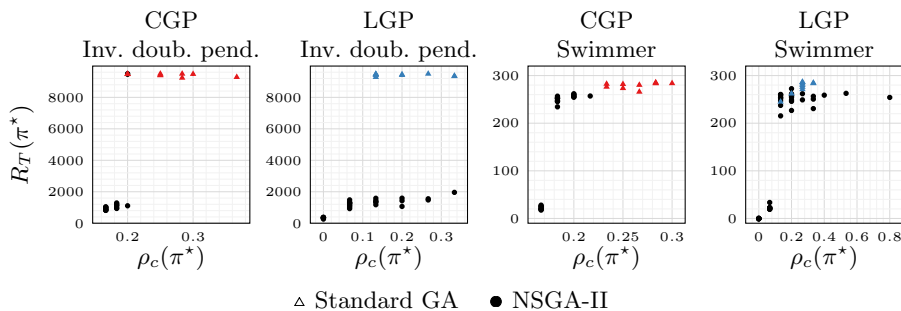 CGP
Inv. doub. pend.
LGP
Inv. doub. pend.
CGP
Swimmer
LGP
Swimmer
R_T(π*)
8000
6000
4000
2000
0
0.2 0.3
ρ_c(π*)
8000
6000
4000
2000
0
0 0.1 0.2 0.3
ρ_c(π*)
300
200
100
0
0.2 0.25 0.3
ρ_c(π*)
300
200
100
0
0 0.2 0.4 0.6 0.8
ρ_c(π*)
Standard GA
NSGA-II